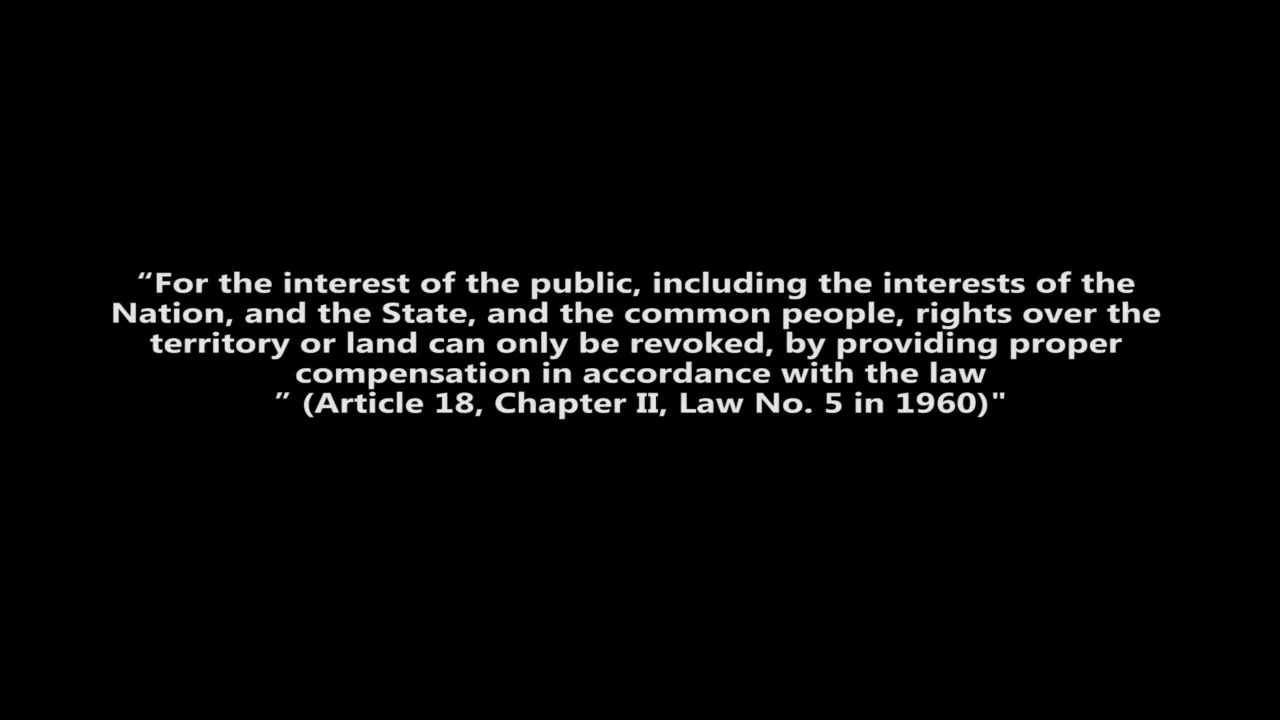 “For the interest of the public, including the interests of the
Nation, and the State, and the common people, rights over the
territory or land can only be revoked, by providing proper
compensation in accordance with the law
” (Article 18, Chapter II, Law No. 5 in 1960)"